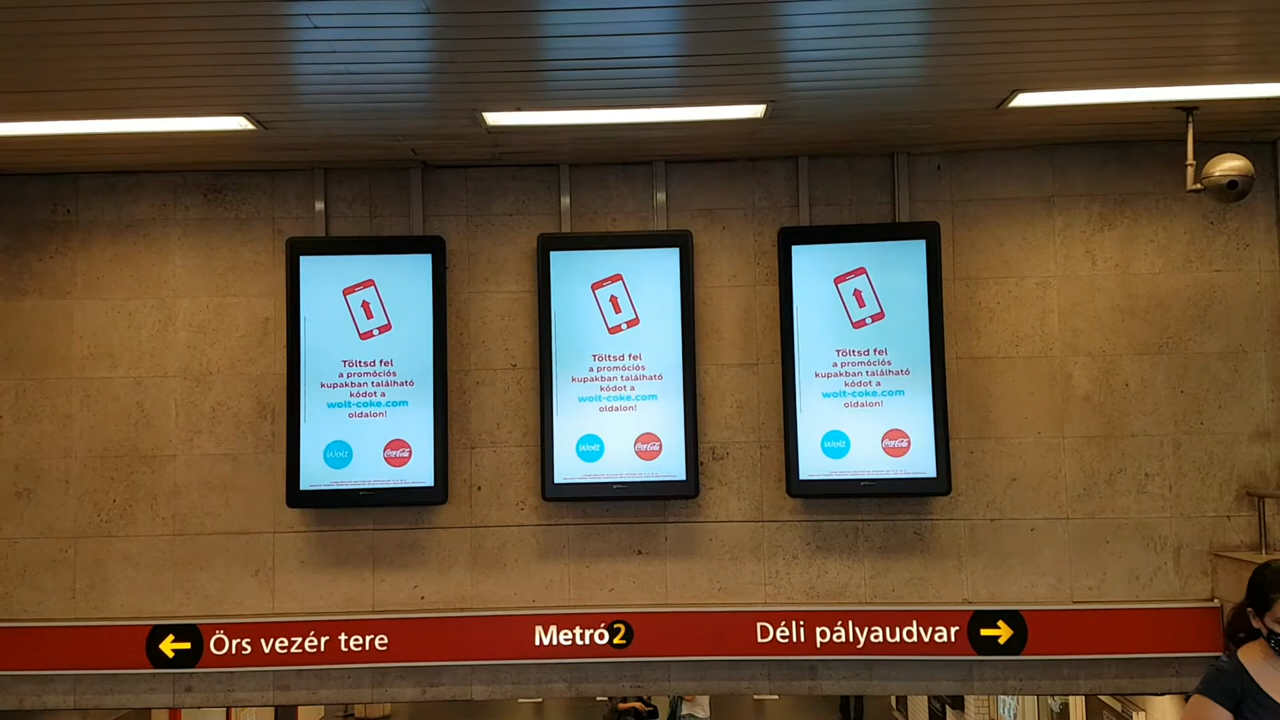 Töltsd fel
a promóciós
kupakban található
kódot a
wolt-coke.com
oldalon!
Wolt
Coca-Cola
Töltsd fel
a promóciós
kupakban található
kódot a
wolt-coke.com
oldalon!
Wolt
Coca-Cola
Töltsd fel
a promóciós
kupakban található
kódot a
wolt-coke.com
oldalon!
Wolt
Coca-Cola
Örs vezér tere
Metró 2
Déli pályaudvar